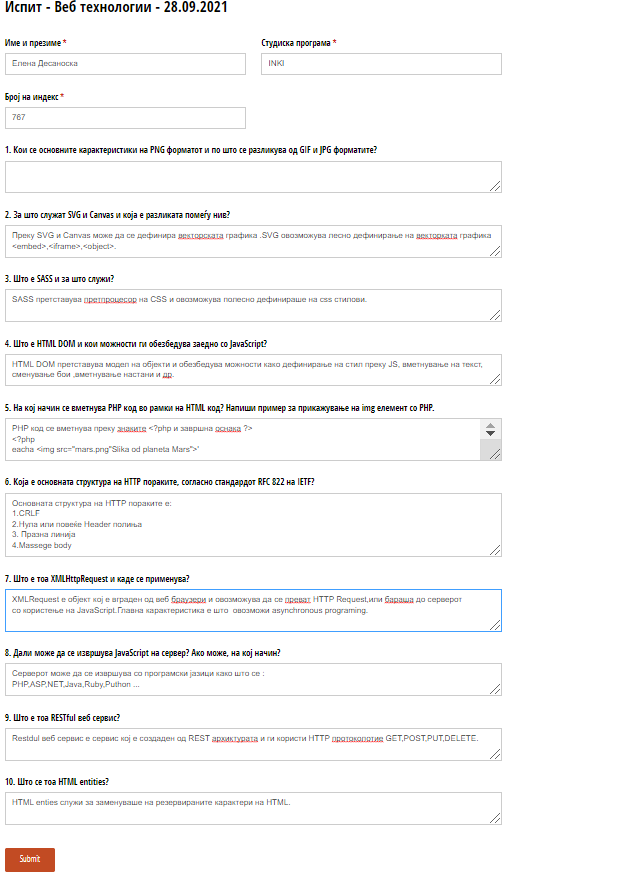 Испит - Веб технологии - 28.09.2021
Име и презиме *
Студиска програма *
Елена Десаноска
INKI
Број на индекс *
767
1. Кои се основните карактеристики на PNG форматот и по што се разликува од GIF и JPG форматите?
2. За што служат SVG и Canvas и која е разликата помеѓу нив?
Преку SVG и Canvas може да се дефинира векторската графика .SVG овозможува лесно дефинирање на векторката графика
<embed>,<iframe>,<object>.
3. Што е SASS и за што служи?
SASS претставува претпроцесор на CSS и овозможува полесно дефинираше на css стилови.
4. Што е HTML DOM и кои можности ги обезбедува заедно со JavaScript?
HTML DOM претставува модел на објекти и обезбедува можности како дефинирање на стил преку JS, вметнување на текст,
сменување бои ,вметнување настани и др.
5. На кој начин се вметнува PHP код во рамки на HTML код? Напиши пример за прикажување на img елемент со PHP.
PHP код се вметнува преку знаките <?php и завршна оснака ?>
<?php
eacha <img src="mars.png"Slika od planeta Mars">'
6. Која е основната структура на HTTP пораките, согласно стандардот RFC 822 на IETF?
Основната структура на HTTP пораките е:
1.CRLF
2.Нула или повеќе Header полиња
3. Празна линија
4.Massege body
7. Што е тоа XMLHttpRequest и каде се применува?
XMLRequest е објект кој е вграден од веб браузери и овозможува да се преват HTTP Request,или бараша до серверот
со користење на JavaScript.Главна карактеристика е што овозможи asynchronous programing.
8. Дали може да се извршува JavaScript на сервер? Ако може, на кој начин?
Серверот може да се извршува со програмски јазици како што се :
PHP,ASP,NET,Java,Ruby,Puthon ...
9. Што е тоа RESTful веб сервис?
Restdul веб сервис е сервис кој е создаден од REST архиктурата и ги користи HTTP протоколотие GET,POST,PUT,DELETE.
10. Што се тоа HTML entities?
HTML enties служи за заменуваше на резервираните карактери на HTML.
Submit